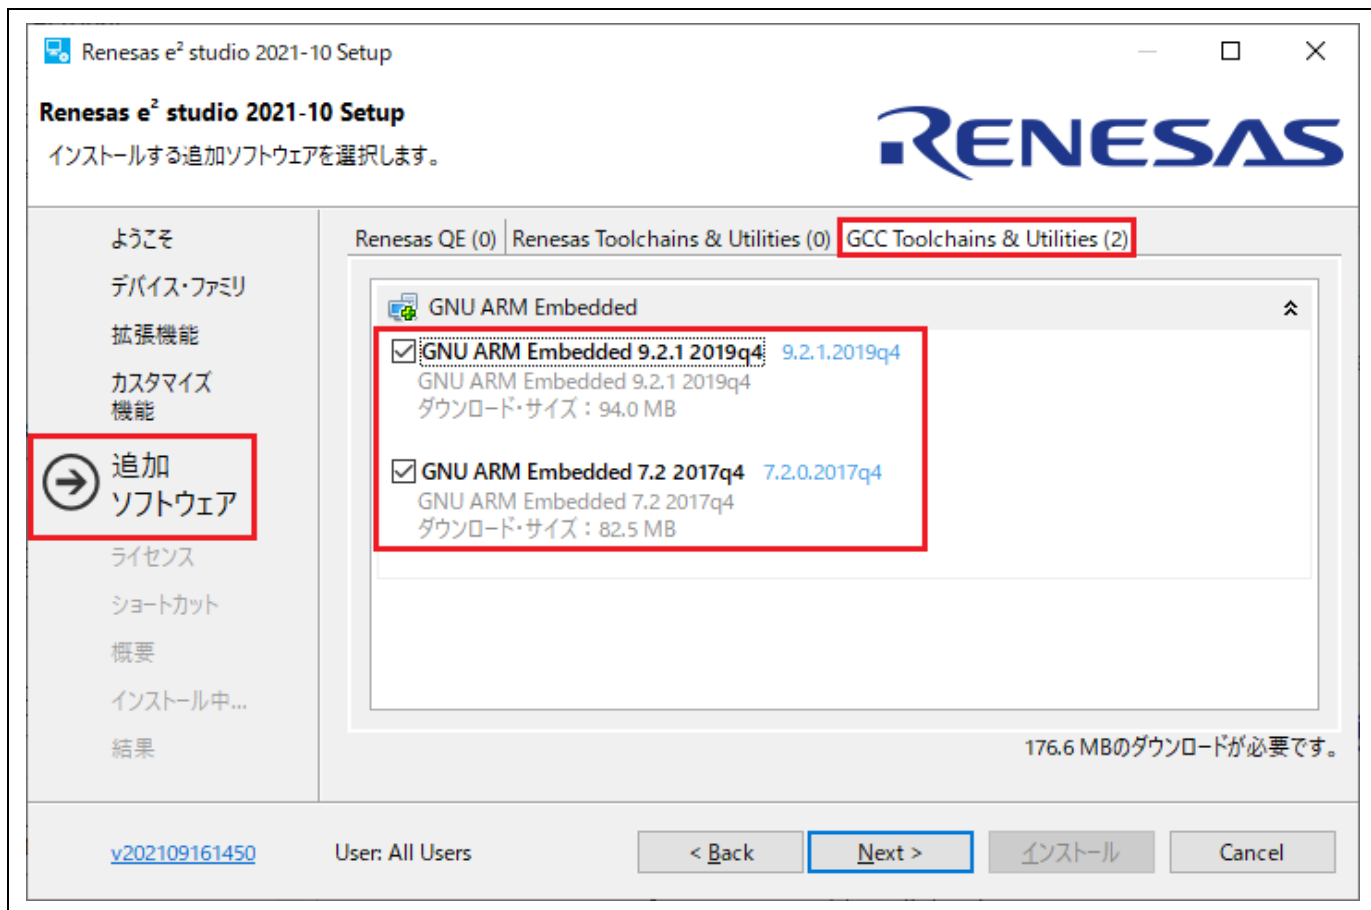 Renesas e² studio 2021-10 Setup
Renesas e² studio 2021-10 Setup
インストールする追加ソフトウェアを選択します。
RENESAS
ようこそ
デバイス・ファミリ
拡張機能
カスタマイズ
機能
追加
ソフトウェア
ライセンス
ショートカット
概要
インストール中...
結果
Renesas QE (0) Renesas Toolchains & Utilities (0) GCC Toolchains & Utilities (2)
GNU ARM Embedded
GNU ARM Embedded 9.2.1 2019q4 9.2.1.2019q4
GNU ARM Embedded 9.2.1 2019q4
ダウンロード・サイズ：94.0 MB
GNU ARM Embedded 7.2 2017q4 7.2.0.2017q4
GNU ARM Embedded 7.2 2017q4
ダウンロード・サイズ：82.5 MB
176.6 MBのダウンロードが必要です。
v202109161450 User: All Users < Back Next > インストール Cancel